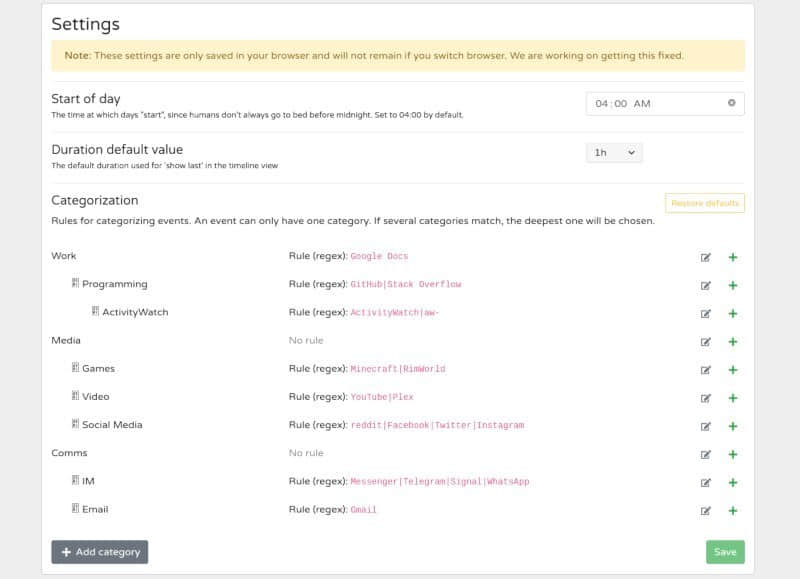 Settings
Note: These settings are only saved in your browser and will not remain if you switch browser. We are working on getting this fixed.
Start of day
The time at which days "start", since humans don't always go to bed before midnight. Set to 04:00 by default.
04:00 AM
Duration default value
The default duration used for 'show last' in the timeline view
1h
Categorization
Restore defaults
Rules for categorizing events. An event can only have one category. If several categories match, the deepest one will be chosen.
Work Rule (regex): Google Docs
Programming Rule (regex): GitHub|Stack Overflow
ActivityWatch Rule (regex): ActivityWatch|aw-
Media No rule
Games Rule (regex): Minecraft|RimWorld
Video Rule (regex): YouTube|Plex
Social Media Rule (regex): reddit|Facebook|Twitter|Instagram
Comms No rule
IM Rule (regex): Messenger|Telegram|Signal|WhatsApp
Email Rule (regex): Gmail
+ Add category
Save